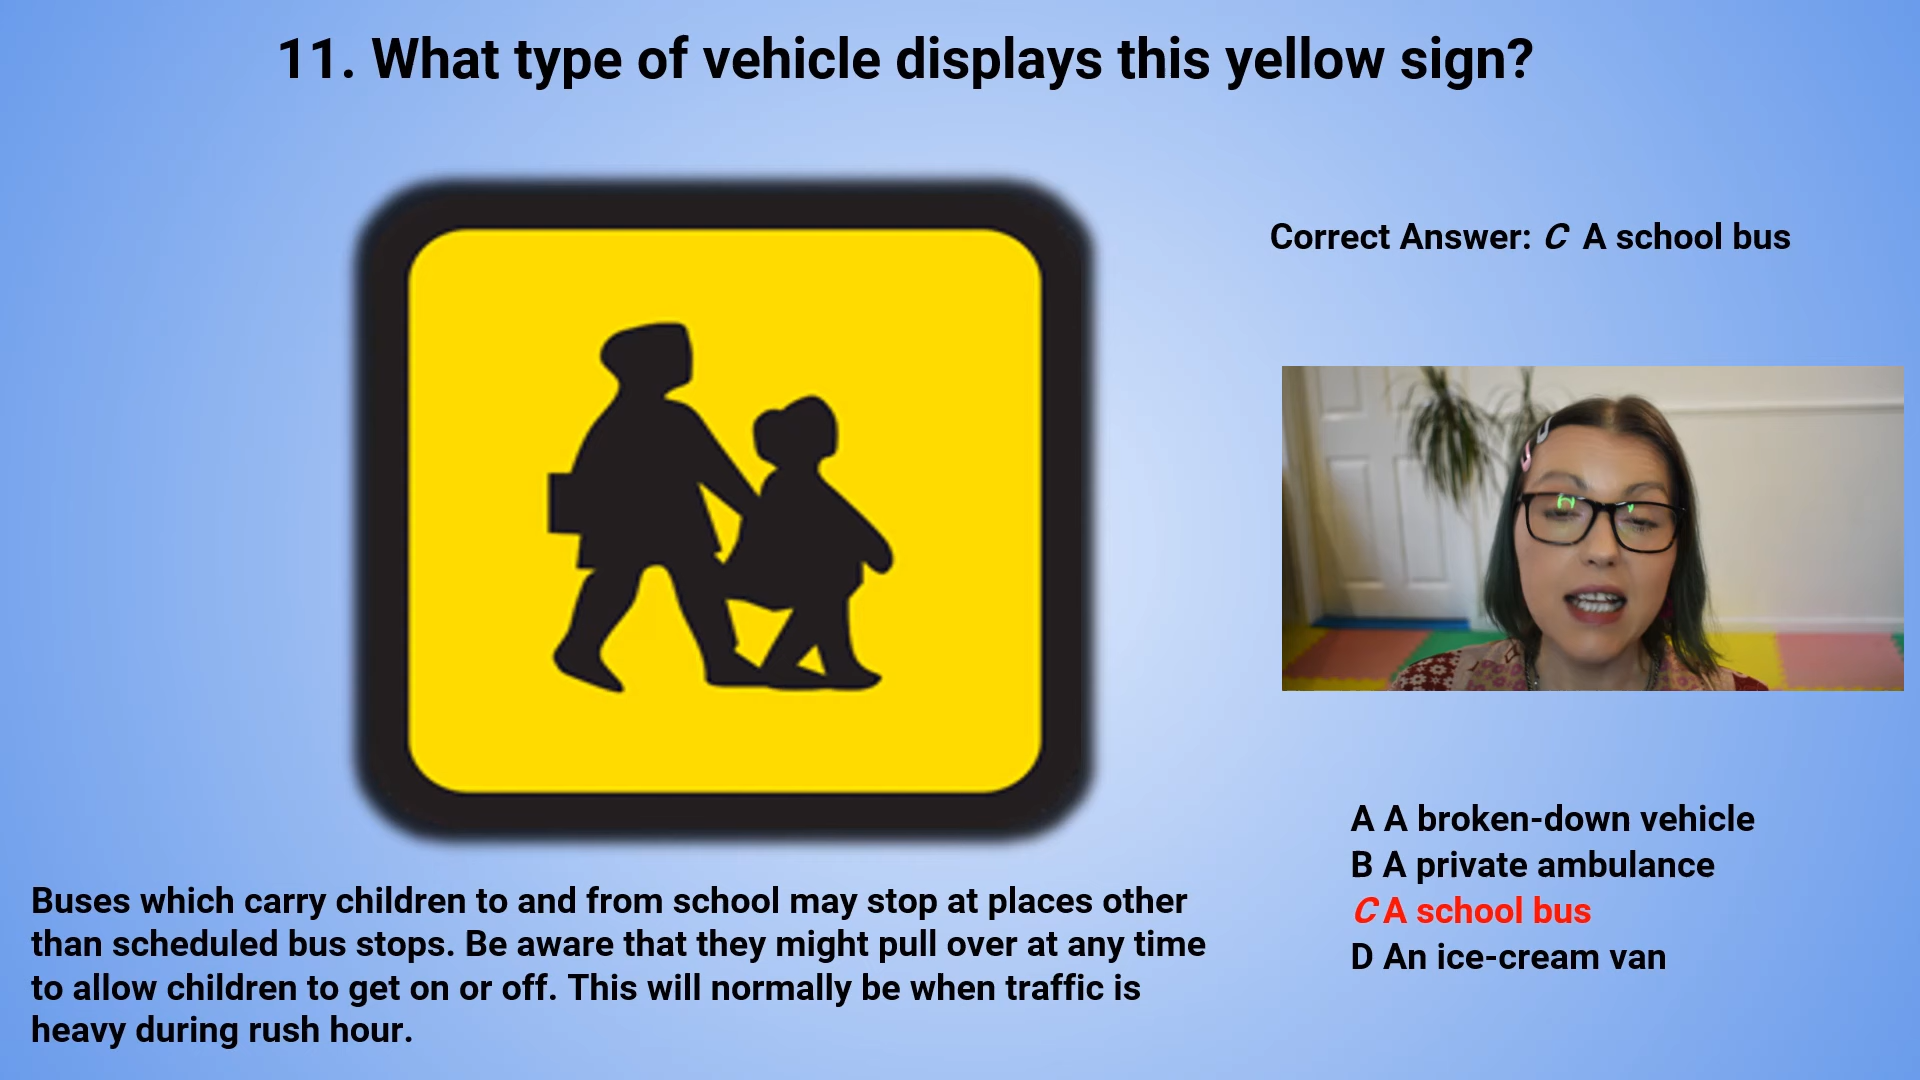 11. What type of vehicle displays this yellow sign?
Correct Answer: C A school bus
A A broken-down vehicle
B A private ambulance
C A school bus
D An ice-cream van
Buses which carry children to and from school may stop at places other
than scheduled bus stops. Be aware that they might pull over at any time
to allow children to get on or off. This will normally be when traffic is
heavy during rush hour.